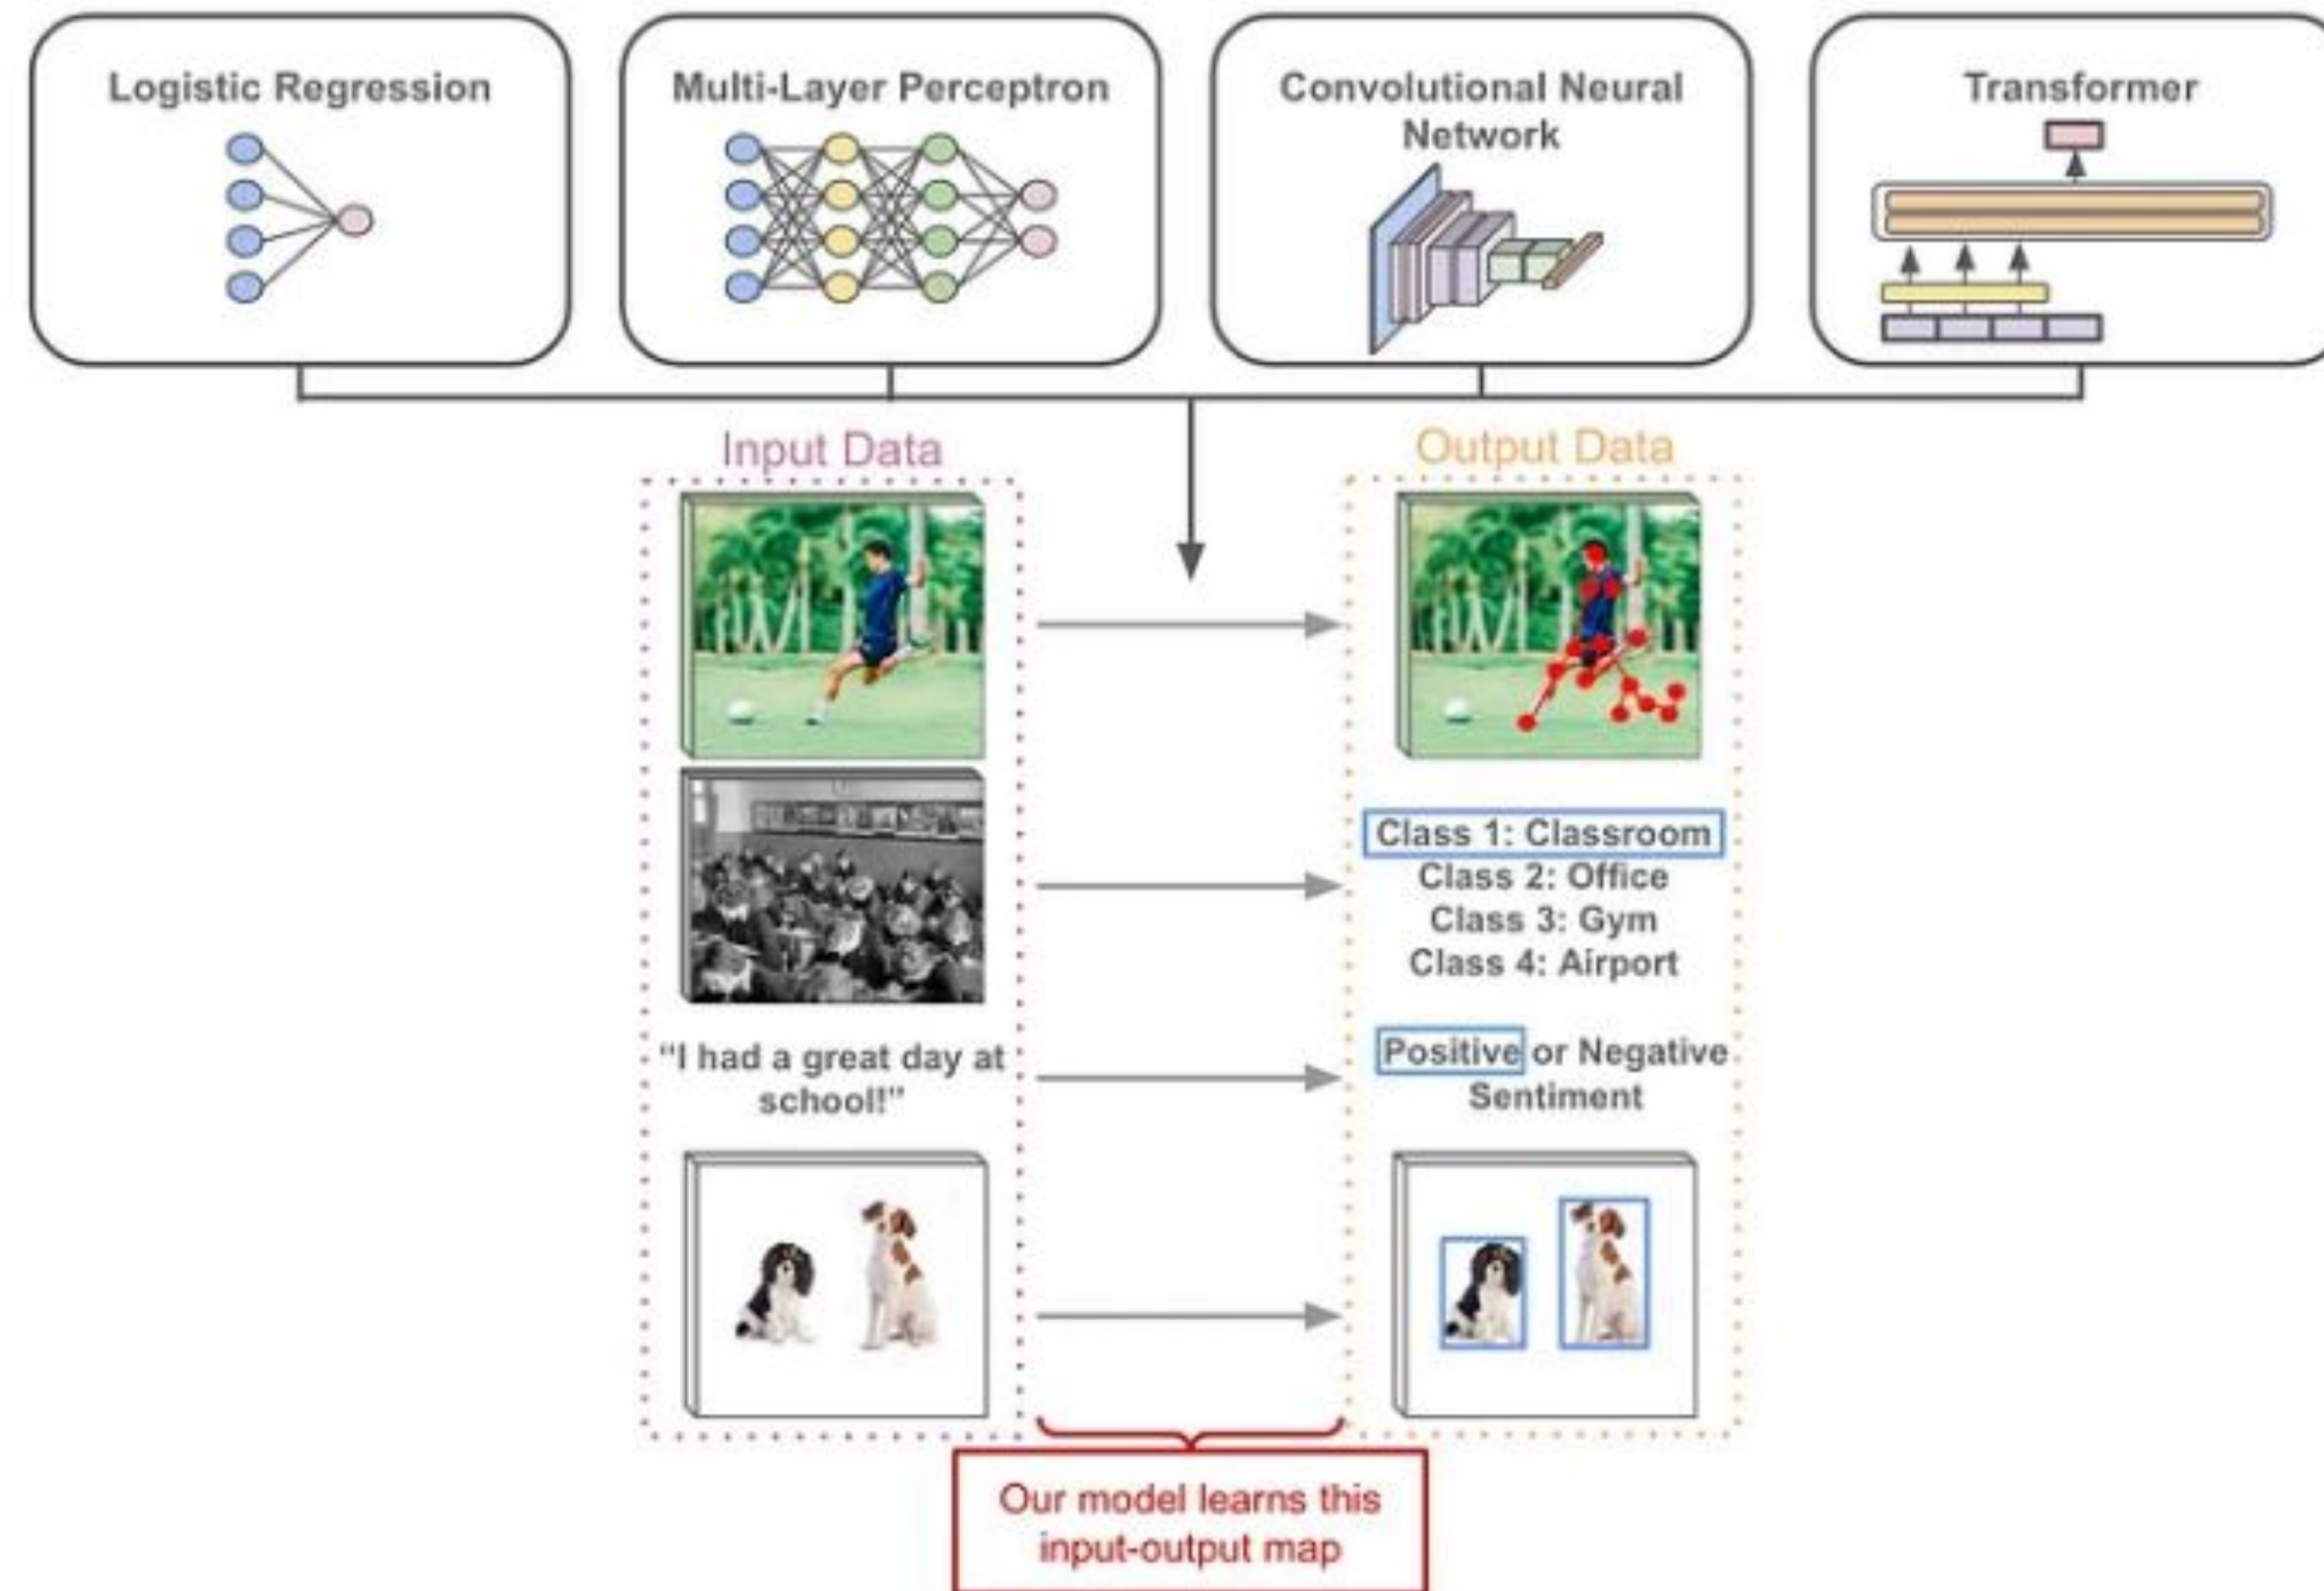 Logistic Regression
Multi-Layer Perceptron
Convolutional Neural
Network
Transformer
Input Data
Output Data
Class 1: Classroom
Class 2: Office
Class 3: Gym
Class 4: Airport
"I had a great day at
school!"
Positive or Negative
Sentiment
Our model learns this
input-output map